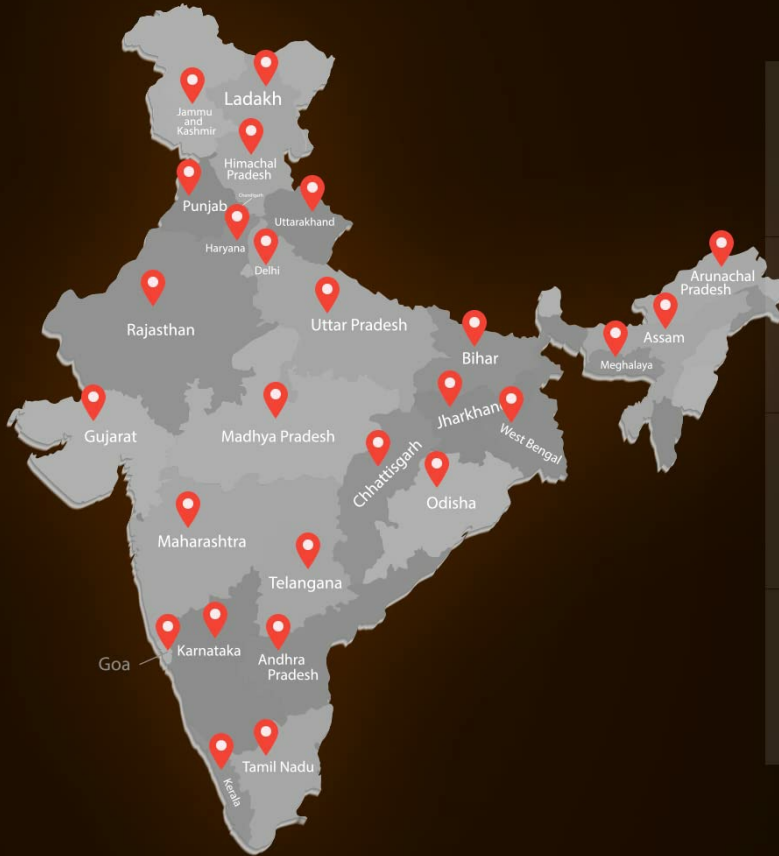 Ladakh
Jammu
and
Kashmir
Himachal
Pradesh
Chandigarh
Punjab
Uttarakhand
Haryana
Delhi
Arunachal
Pradesh
Rajasthan
Uttar Pradesh
Assam
Bihar
Meghalaya
Jharkhand
West Bengal
Gujarat
Madhya Pradesh
Chhattisgarh
Odisha
Maharashtra
Telangana
Goa
Karnataka
Andhra
Pradesh
Tamil Nadu
Kerala